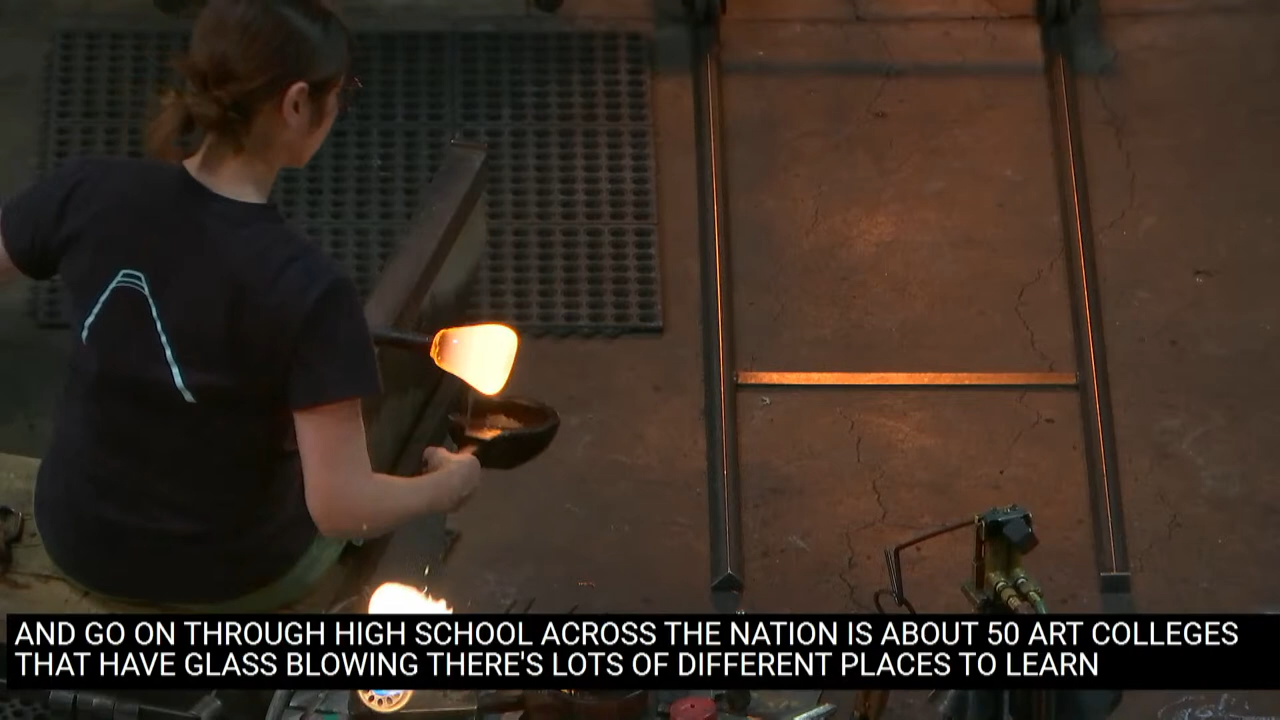 AND GO ON THROUGH HIGH SCHOOL ACROSS THE NATION IS ABOUT 50 ART COLLEGES
THAT HAVE GLASS BLOWING THERE'S LOTS OF DIFFERENT PLACES TO LEARN